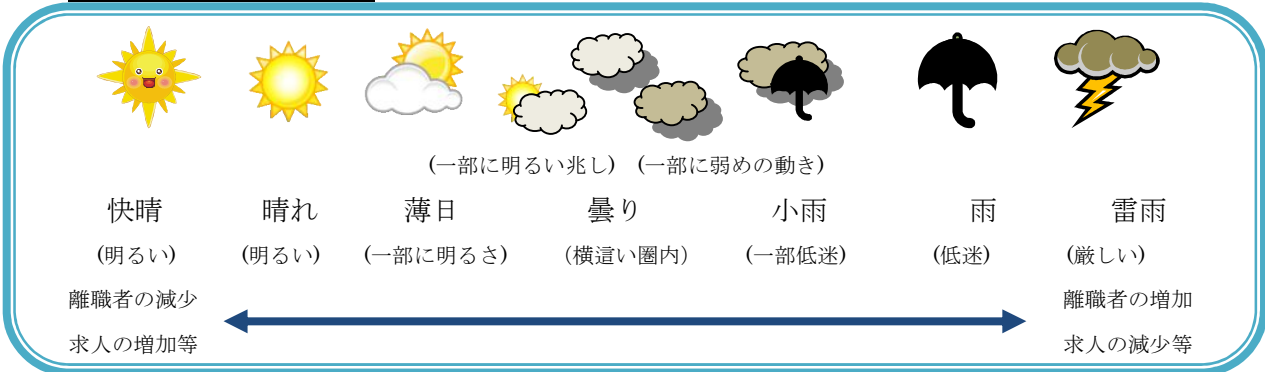 (一部に明るい兆し) (一部に弱めの動き)
快晴 晴れ 薄日 曇り 小雨 雨 雷雨
(明るい) (明るい) (一部に明るさ) (横這い圏内) (一部低迷) (低迷) (厳しい)
離職者の減少 離職者の増加
求人の増加等 求人の減少等